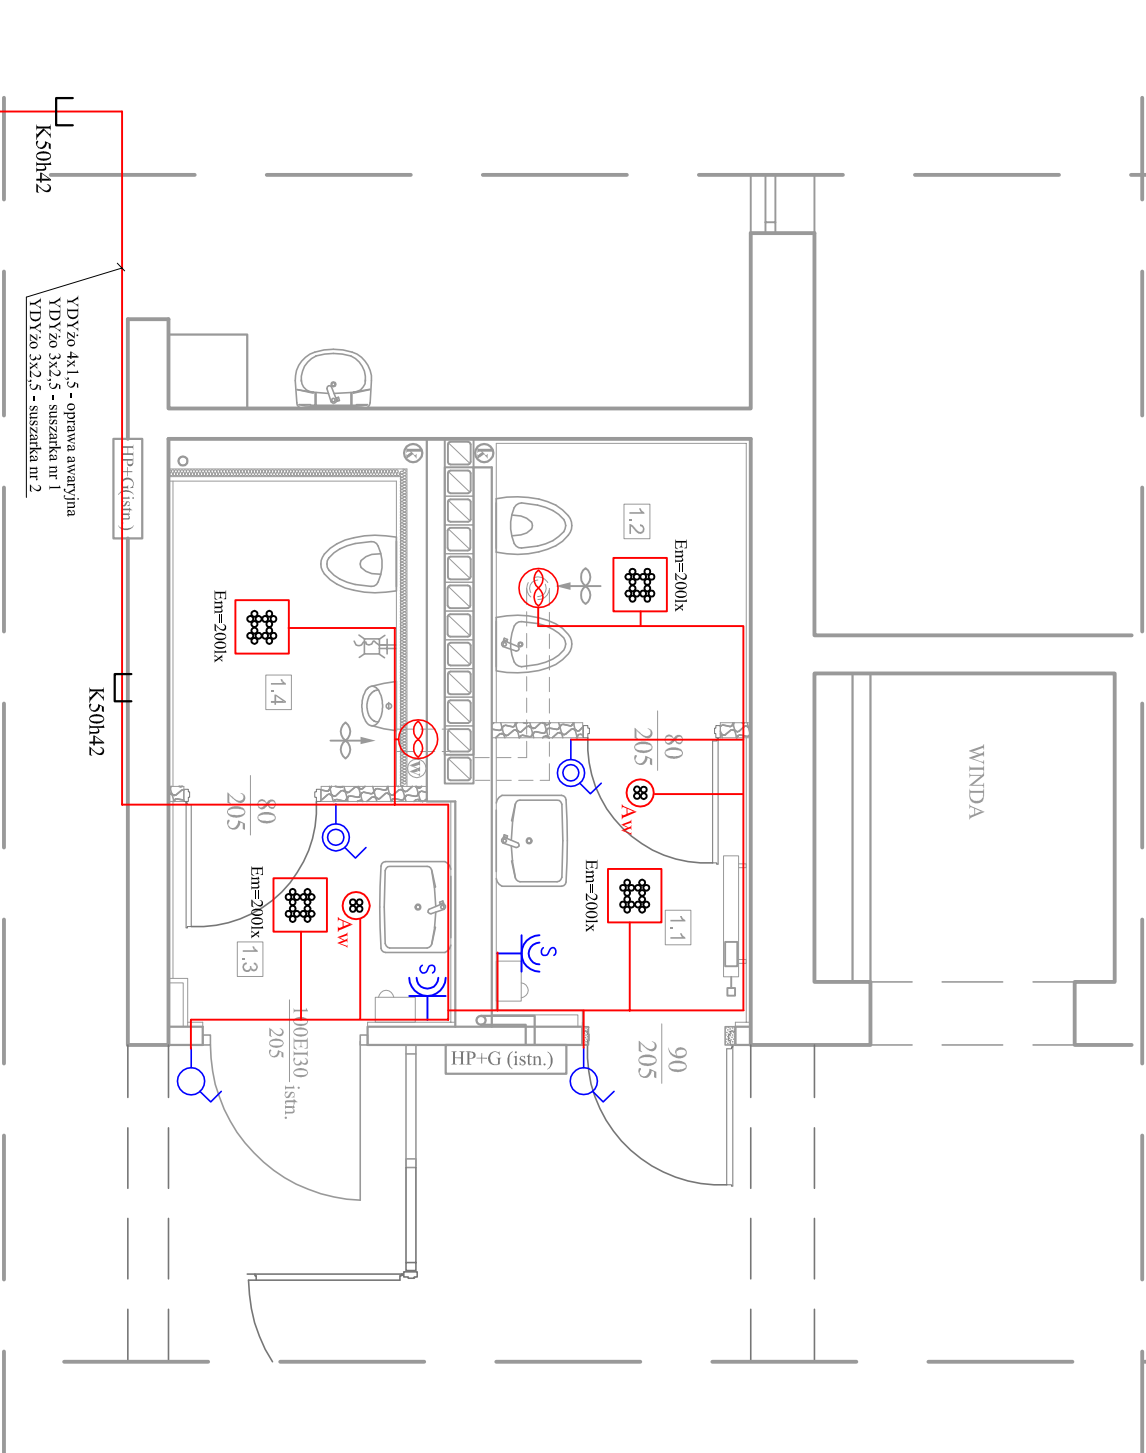 K50h42
YDYżo 4x1,5 - oprawa awaryjna
YDYżo 3x2,5 - suszarka nr 1
YDYżo 3x2,5 - suszarka nr 2
HP+G(istn.)
k
k
1.2
Em=200lx
Em=200lx
1.4
K50h42
W
80
205
80
205
WINDA
Aw
Em=200lx
1.1
Em=200lx
Aw
1.3
S
S
100EI30
205
istn.
HP+G (istn.)
90
205